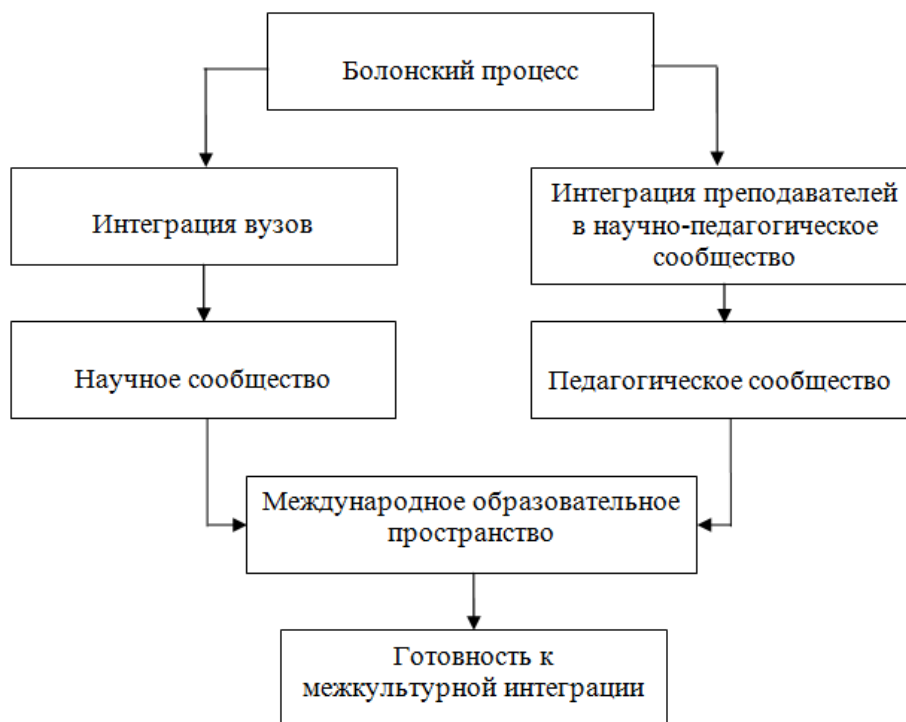 Болонский процесс
Интеграция вузов
Интеграция преподавателей
в научно-педагогическое
сообщество
Научное сообщество
Педагогическое сообщество
Международное образовательное
пространство
Готовность к
межкультурной интеграции